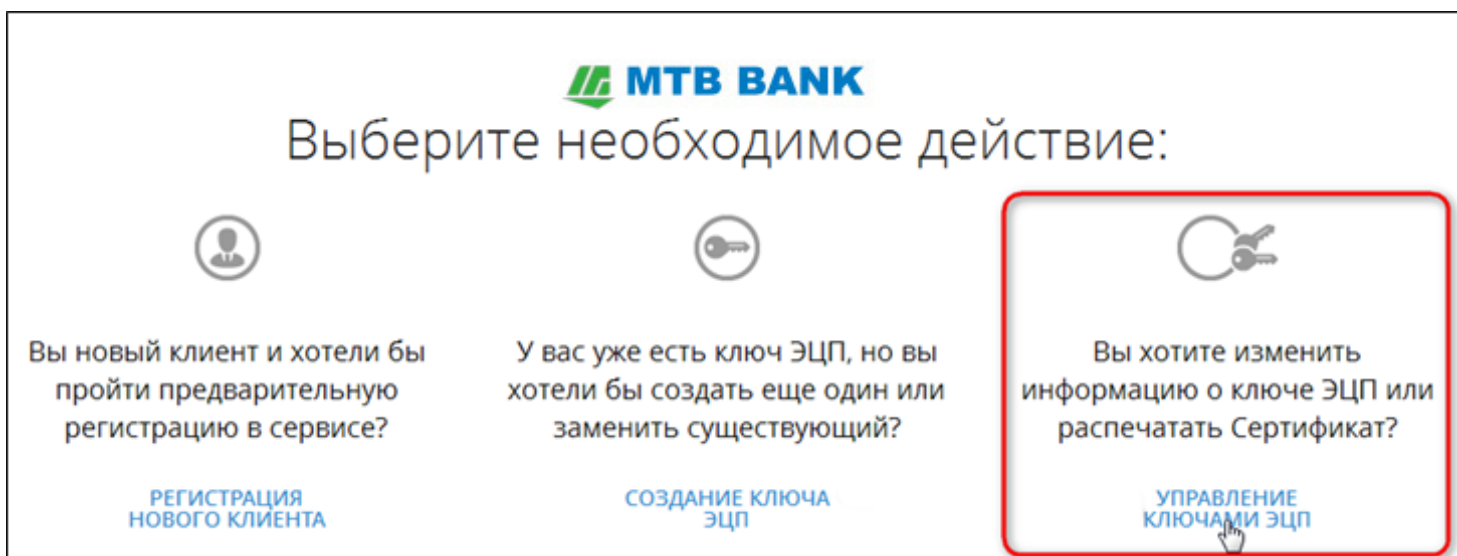 MTB BANK
Выберите необходимое действие:
Вы новый клиент и хотели бы
пройти предварительную
регистрацию в сервисе?
РЕГИСТРАЦИЯ
НОВОГО КЛИЕНТА
У вас уже есть ключ ЭЦП, но вы
хотели бы создать еще один или
заменить существующий?
СОЗДАНИЕ КЛЮЧА
ЭЦП
Вы хотите изменить
информацию о ключе ЭЦП или
распечатать Сертификат?
УПРАВЛЕНИЕ
КЛЮЧАМИ ЭЦП